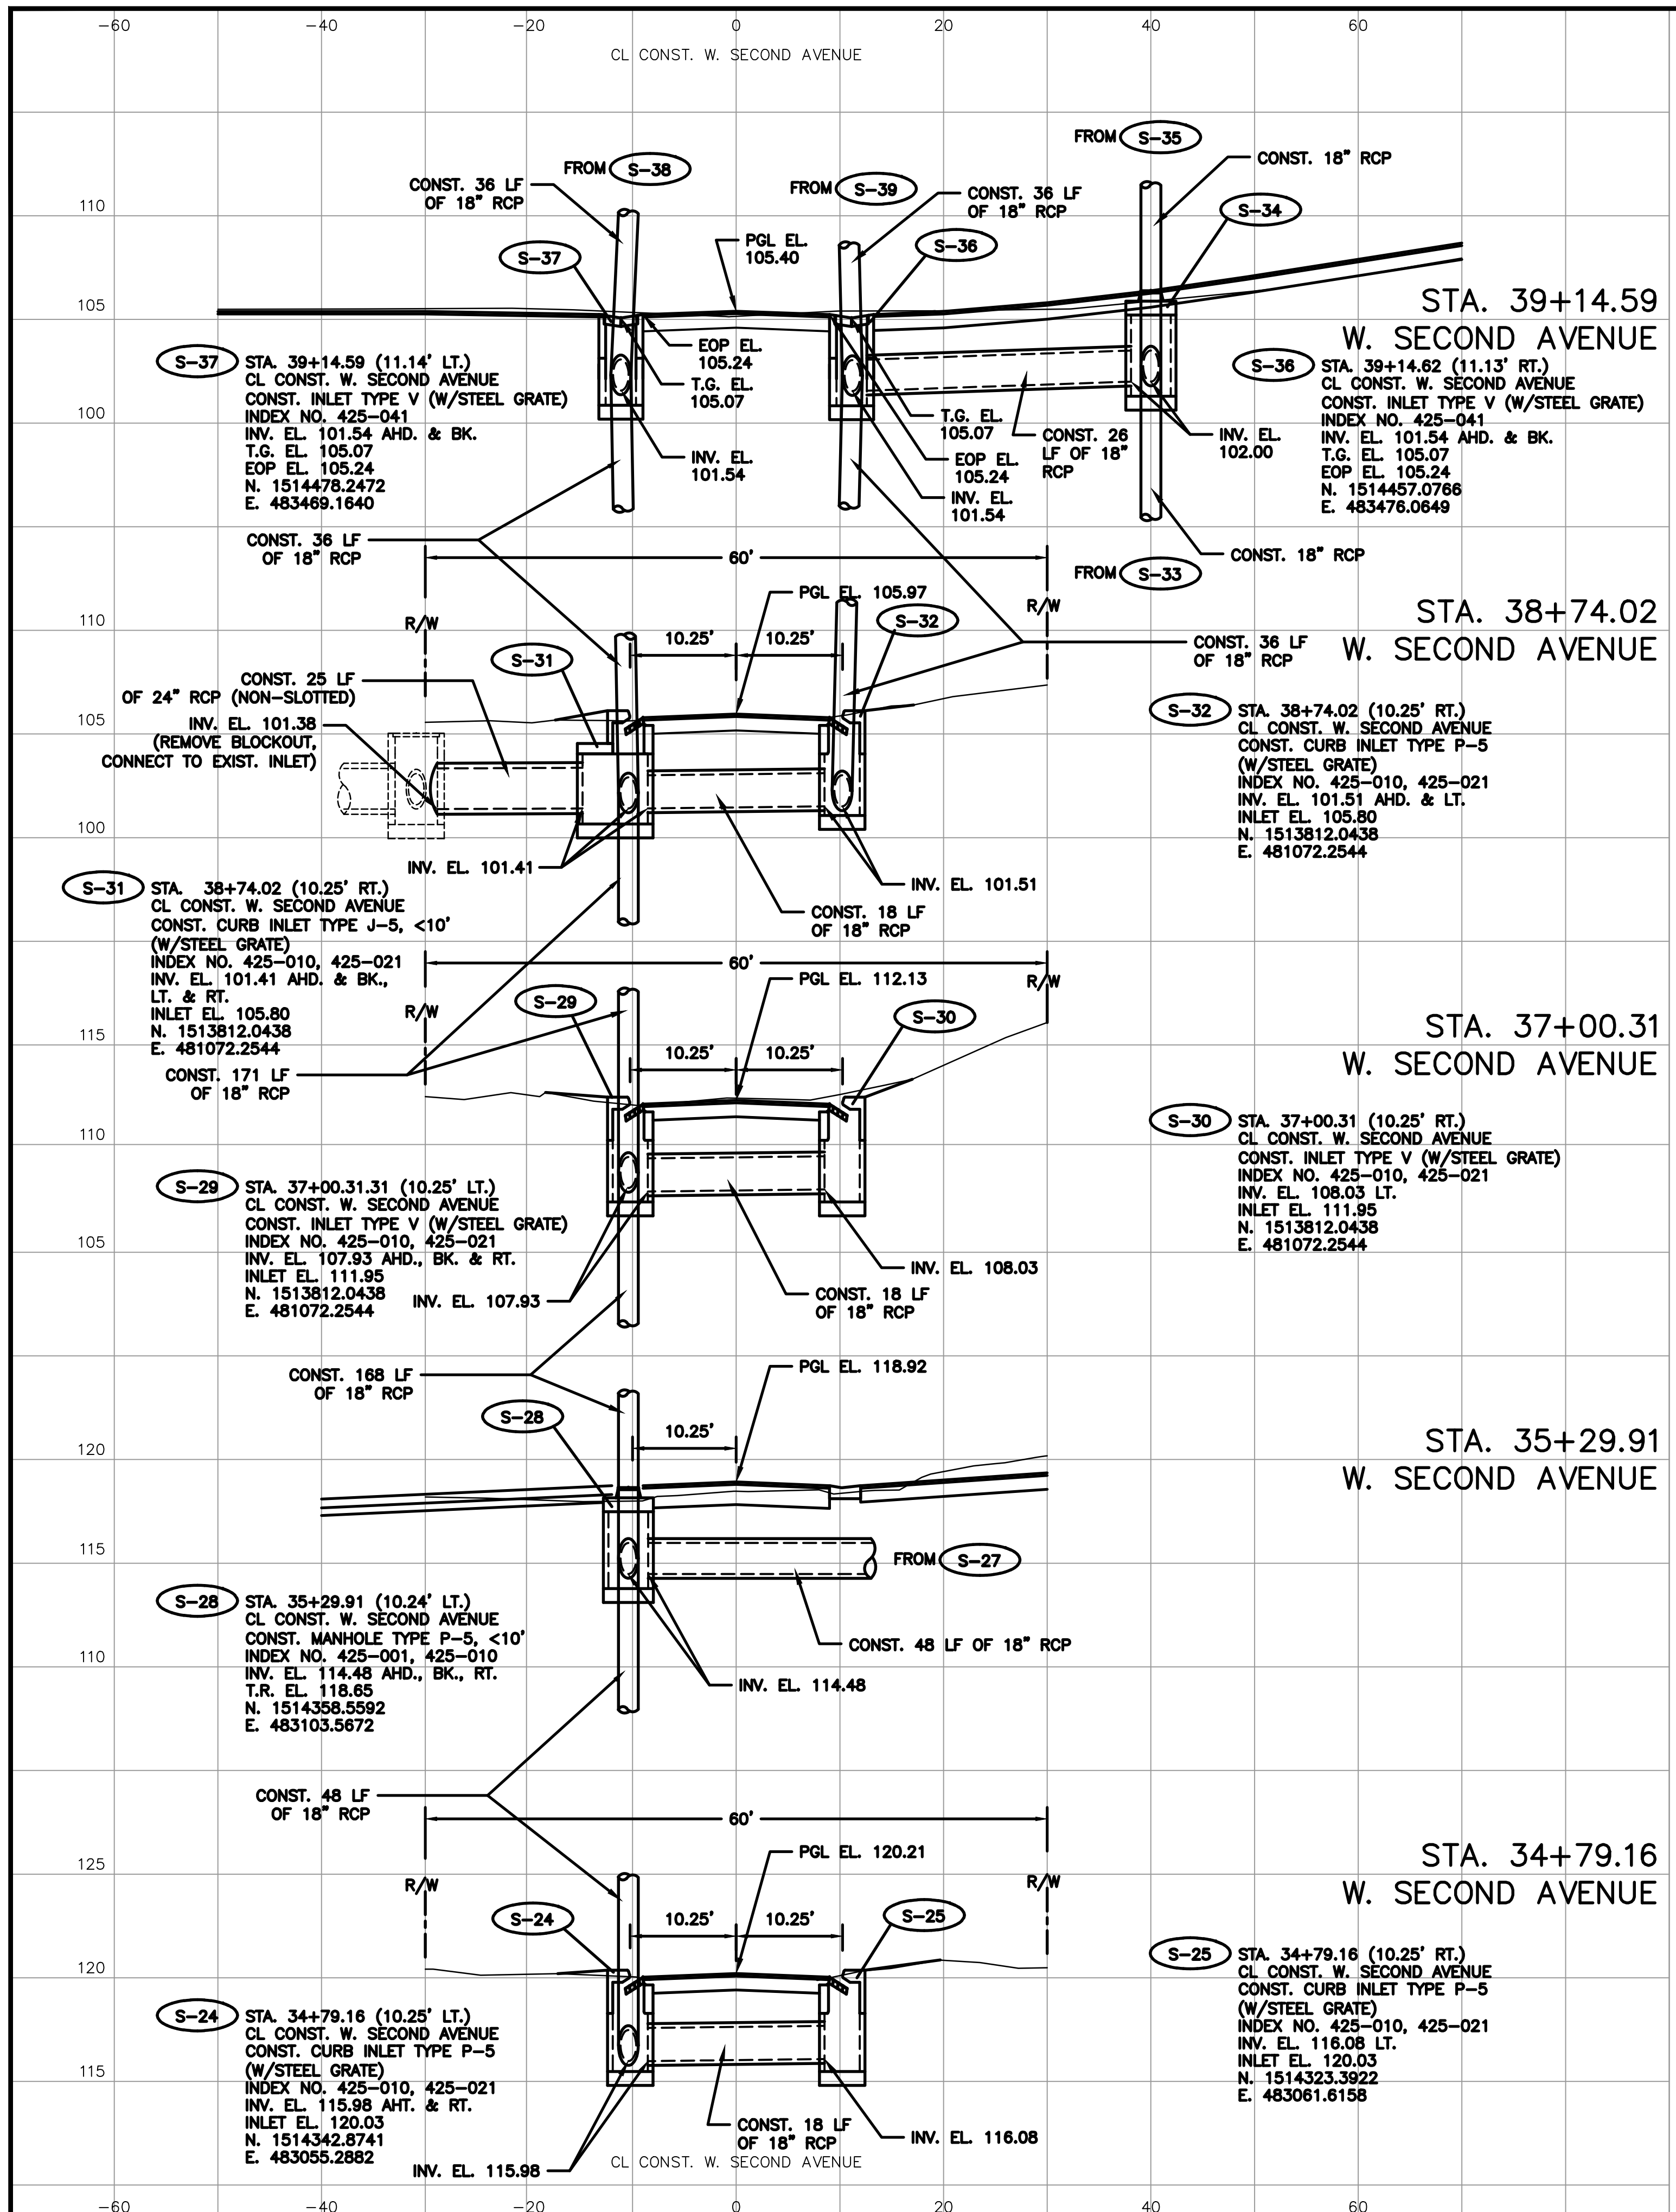 -60 -40 -20 0 20 40 60
CL CONST. W. SECOND AVENUE
FROM S-38
FROM S-39
FROM S-35
CONST. 36 LF
OF 18" RCP
CONST. 36 LF
OF 18" RCP
CONST. 18" RCP
S-34
S-37
S-36
PGL EL.
105.40
110
105
100
STA. 39+14.59
W. SECOND AVENUE
S-37 STA. 39+14.59 (11.14' LT.)
CL CONST. W. SECOND AVENUE
CONST. INLET TYPE V (W/STEEL GRATE)
INDEX NO. 425-041
INV. EL. 101.54 AHD. & BK.
T.G. EL. 105.07
EOP EL. 105.24
N. 1514478.2472
E. 483469.1640
EOP EL.
105.24
T.G. EL.
105.07
INV. EL.
101.54
T.G. EL.
105.07
EOP EL.
105.24
INV. EL.
101.54
CONST. 26
LF OF 18"
RCP
INV. EL.
102.00
S-36 STA. 39+14.62 (11.13' RT.)
CL CONST. W. SECOND AVENUE
CONST. INLET TYPE V (W/STEEL GRATE)
INDEX NO. 425-041
INV. EL. 101.54 AHD. & BK.
T.G. EL. 105.07
EOP EL. 105.24
N. 1514457.0766
E. 483476.0649
CONST. 36 LF
OF 18" RCP
60'
CONST. 18" RCP
FROM S-33
R/W
R/W
PGL EL. 105.97
STA. 38+74.02
W. SECOND AVENUE
110
105
100
10.25' 10.25'
S-31
S-32
CONST. 36 LF
OF 18" RCP
CONST. 25 LF
OF 24" RCP (NON-SLOTTED)
INV. EL. 101.38
(REMOVE BLOCKOUT,
CONNECT TO EXIST. INLET)
S-32 STA. 38+74.02 (10.25' RT.)
CL CONST. W. SECOND AVENUE
CONST. CURB INLET TYPE P-5
(W/STEEL GRATE)
INDEX NO. 425-010, 425-021
INV. EL. 101.51 AHD. & LT.
INLET EL. 105.80
N. 1513812.0438
E. 481072.2544
INV. EL. 101.41
INV. EL. 101.51
CONST. 18 LF
OF 18" RCP
S-31 STA. 38+74.02 (10.25' RT.)
CL CONST. W. SECOND AVENUE
CONST. CURB INLET TYPE J-5, <10'
(W/STEEL GRATE)
INDEX NO. 425-010, 425-021
INV. EL. 101.41 AHD. & BK.,
LT. & RT.
INLET EL. 105.80
N. 1513812.0438
E. 481072.2544
60'
PGL EL. 112.13
R/W
R/W
S-29
S-30
STA. 37+00.31
W. SECOND AVENUE
115
110
105
10.25' 10.25'
CONST. 171 LF
OF 18" RCP
S-30 STA. 37+00.31 (10.25' RT.)
CL CONST. W. SECOND AVENUE
CONST. INLET TYPE V (W/STEEL GRATE)
INDEX NO. 425-010, 425-021
INV. EL. 108.03 LT.
INLET EL. 111.95
N. 1513812.0438
E. 481072.2544
S-29 STA. 37+00.31.31 (10.25' LT.)
CL CONST. W. SECOND AVENUE
CONST. INLET TYPE V (W/STEEL GRATE)
INDEX NO. 425-010, 425-021
INV. EL. 107.93 AHD., BK. & RT.
INLET EL. 111.95
N. 1513812.0438
E. 481072.2544
INV. EL. 107.93
INV. EL. 108.03
CONST. 18 LF
OF 18" RCP
CONST. 168 LF
OF 18" RCP
PGL EL. 118.92
S-28
10.25'
STA. 35+29.91
W. SECOND AVENUE
120
115
110
FROM S-27
S-28 STA. 35+29.91 (10.24' LT.)
CL CONST. W. SECOND AVENUE
CONST. MANHOLE TYPE P-5, <10'
INDEX NO. 425-001, 425-010
INV. EL. 114.48 AHD., BK., RT.
T.R. EL. 118.65
N. 1514358.5592
E. 483103.5672
CONST. 48 LF OF 18" RCP
INV. EL. 114.48
CONST. 48 LF
OF 18" RCP
60'
PGL EL. 120.21
R/W
R/W
STA. 34+79.16
W. SECOND AVENUE
125
120
115
S-24
S-25
10.25' 10.25'
S-25 STA. 34+79.16 (10.25' RT.)
CL CONST. W. SECOND AVENUE
CONST. CURB INLET TYPE P-5
(W/STEEL GRATE)
INDEX NO. 425-010, 425-021
INV. EL. 116.08 LT.
INLET EL. 120.03
N. 1514323.3922
E. 483061.6158
S-24 STA. 34+79.16 (10.25' LT.)
CL CONST. W. SECOND AVENUE
CONST. CURB INLET TYPE P-5
(W/STEEL GRATE)
INDEX NO. 425-010, 425-021
INV. EL. 115.98 AHT. & RT.
INLET EL. 120.03
N. 1514342.8741
E. 483055.2882
CONST. 18 LF
OF 18" RCP
INV. EL. 116.08
INV. EL. 115.98
CL CONST. W. SECOND AVENUE
-60 -40 -20 0 20 40 60